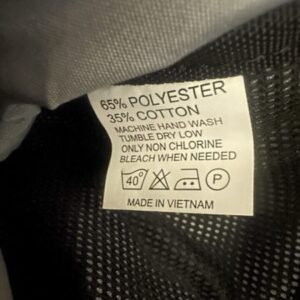 65% POLYESTER
35% COTTON
MACHINE HAND WASH
TUMBLE DRY LOW
ONLY NON CHLORINE
BLEACH WHEN NEEDED
40° P
MADE IN VIETNAM